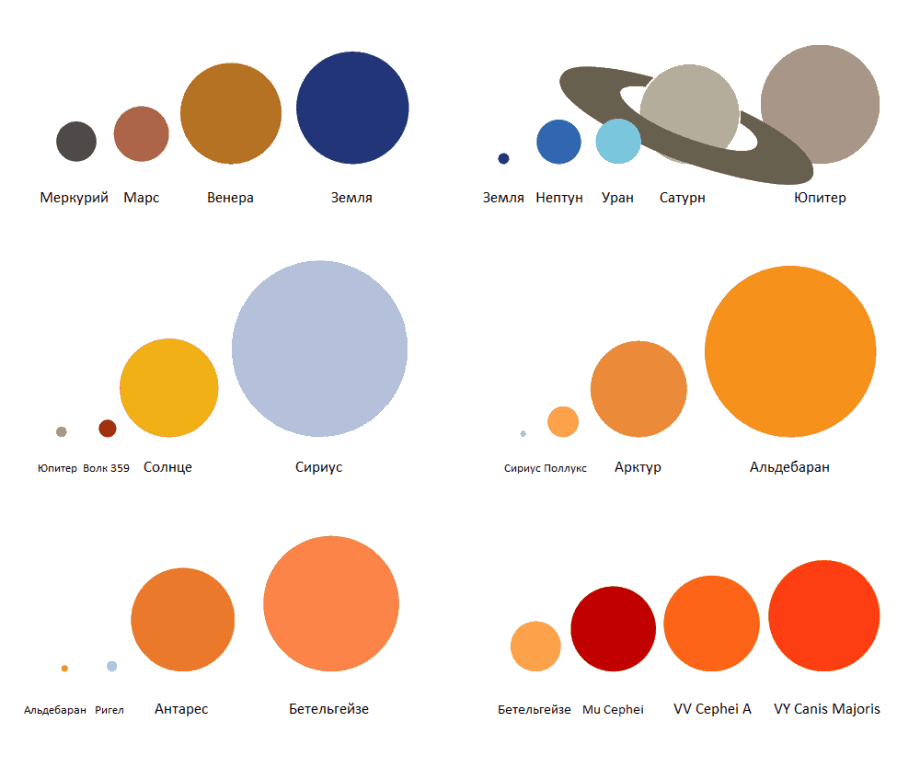 Меркурий Марс Венера Земля
Земля Нептун Уран Сатурн Юпитер
Юпитер Волк 359 Солнце Сириус
Сириус Поллукс Арктур Альдебаран
Альдебаран Ригел Антарес Бетельгейзе
Бетельгейзе Mu Cephei VV Cephei A VY Canis Majoris